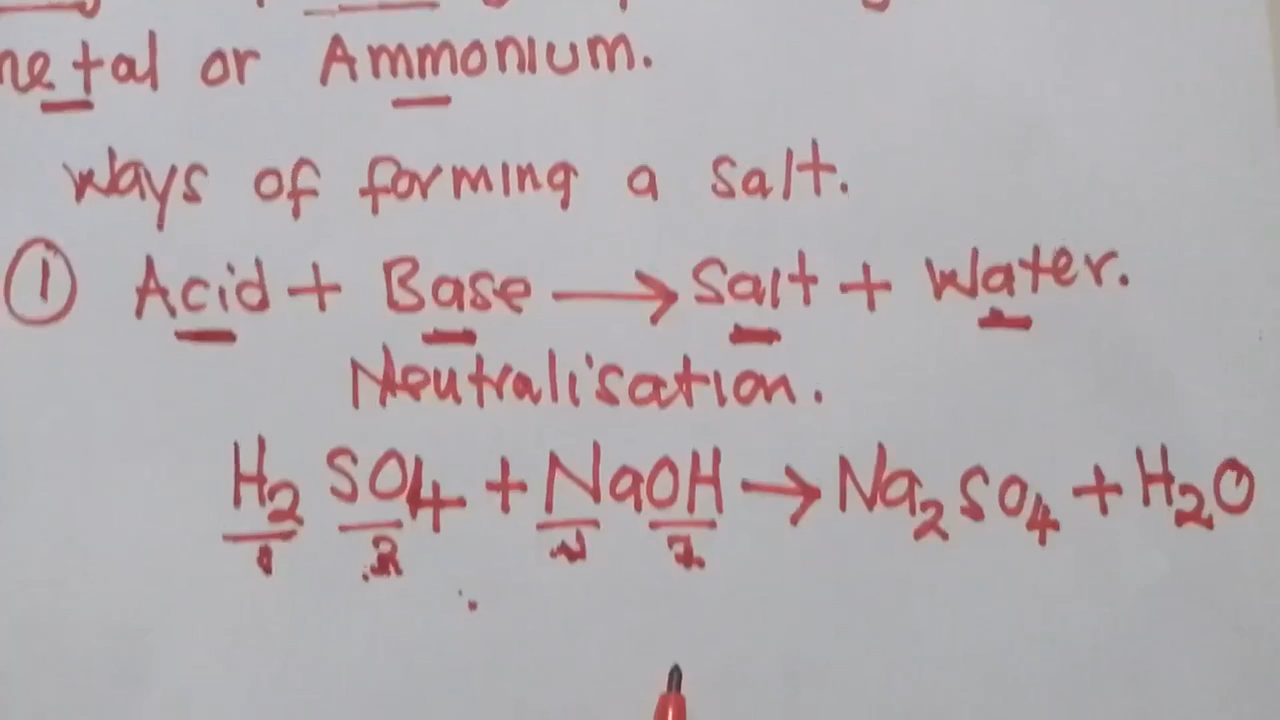 metal or Ammonium.
ways of forming a salt.
① Acid + Base → Salt + Water.
Neutralisation.
H₂SO₄ + NaOH → Na₂SO₄ + H₂O